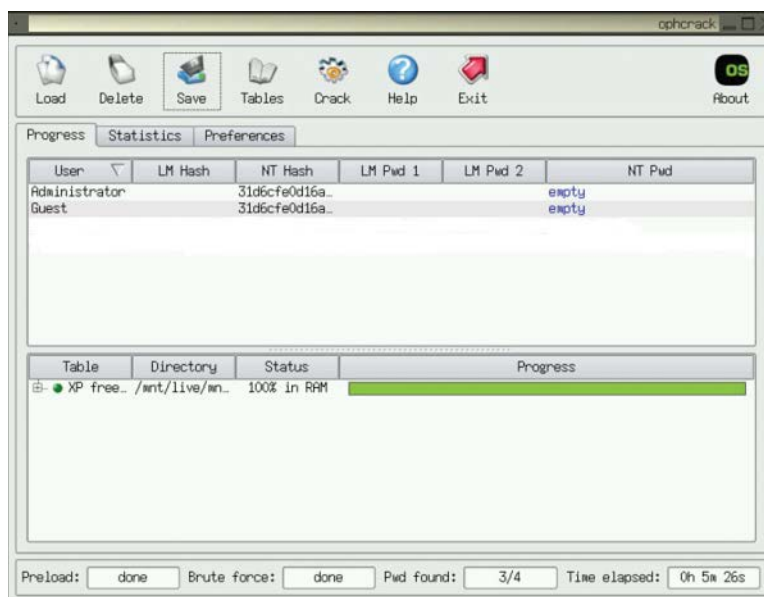 ophcrack
Load Delete Save Tables Crack Help Exit OS About
Progress Statistics Preferences
User LM Hash NT Hash LM Pwd 1 LM Pwd 2 NT Pwd
Administrator 31d6cfe0d16a… empty
Guest 31d6cfe0d16a… empty
Table Directory Status Progress
XP free… /mnt/live/mn… 100% in RAM
Preload: done Brute force: done Pwd found: 3/4 Time elapsed: 0h 5m 26s